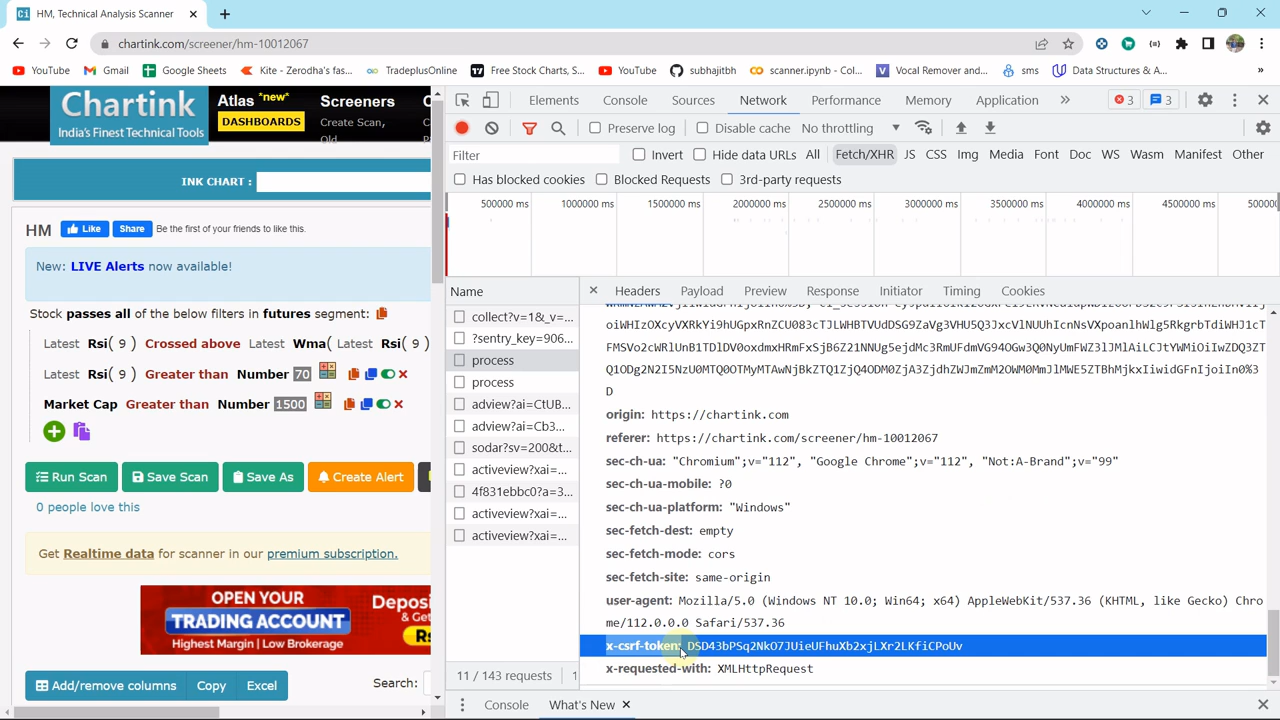 HM, Technical Analysis Scanner
chartink.com/screener/hm-10012067
YouTube Gmail Google Sheets Kite - Zerodha's fas... TradeplusOnline Free Stock Charts, S... YouTube subhajitbh scanner.ipynb - Col... Vocal Remover and... sms Data Structures & A... »
Chartink
India's Finest Technical Tools
Atlas *new*
DASHBOARDS
Screeners
Create Scan,
Old
INK CHART :
HM Like Share Be the first of your friends to like this.
New: LIVE Alerts now available!
Stock passes all of the below filters in futures segment:
Latest Rsi( 9 ) Crossed above Latest Wma( Latest Rsi( 9 )
Latest Rsi( 9 ) Greater than Number 70
Market Cap Greater than Number 1500
Run Scan Save Scan Save As Create Alert
0 people love this
Get Realtime data for scanner in our premium subscription.
OPEN YOUR
TRADING ACCOUNT
Highest Margin | Low Brokerage
Deposi
Rs
Add/remove columns Copy Excel Search:
Elements Console Sources Network Performance Memory Application » 3 3
Preserve log Disable cache No throttling
Filter Invert Hide data URLs All Fetch/XHR JS CSS Img Media Font Doc WS Wasm Manifest Other
Has blocked cookies Blocked Requests 3rd-party requests
500000 ms 1000000 ms 1500000 ms 2000000 ms 2500000 ms 3000000 ms 3500000 ms 4000000 ms 4500000 ms 50000
Name
collect?v=1&_v=...
?sentry_key=906...
process
process
adview?ai=CtUB...
adview?ai=Cb3...
sodar?sv=200&t...
activeview?xai=...
4f831ebbc0?a=3...
activeview?xai=...
activeview?xai=...
11 / 143 requests 1
Headers Payload Preview Response Initiator Timing Cookies
D
origin: https://chartink.com
referer: https://chartink.com/screener/hm-10012067
sec-ch-ua: "Chromium";v="112", "Google Chrome";v="112", "Not:A-Brand";v="99"
sec-ch-ua-mobile: ?0
sec-ch-ua-platform: "Windows"
sec-fetch-dest: empty
sec-fetch-mode: cors
sec-fetch-site: same-origin
user-agent: Mozilla/5.0 (Windows NT 10.0; Win64; x64) AppleWebKit/537.36 (KHTML, like Gecko) Chro
me/112.0.0.0 Safari/537.36
x-csrf-token: DSD43bPSq2NkO7JUieUFhuXb2xjLXr2LKfiCPoUv
x-requested-with: XMLHttpRequest
Console What's New